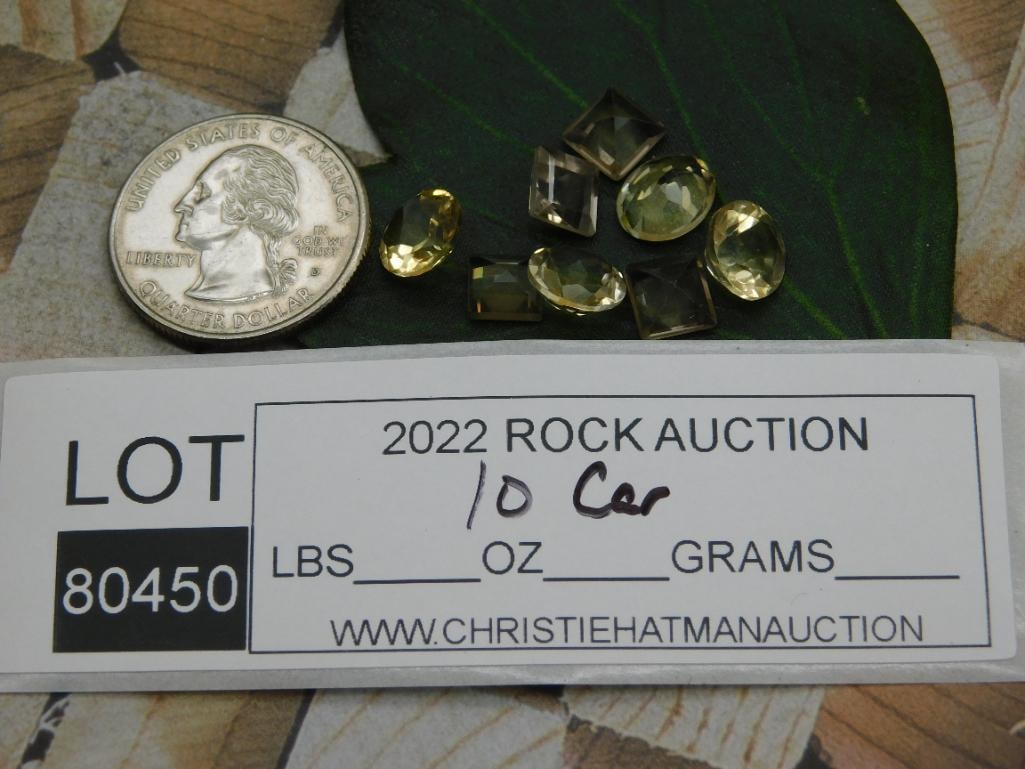 UNITED STATES OF AMERICA
LIBERTY
IN
GOD WE
TRUST
D
QUARTER DOLLAR
LOT
80450
2022 ROCK AUCTION
10 Car
LBS_____OZ_____GRAMS_____
WWW.CHRISTIEHATMANAUCTION